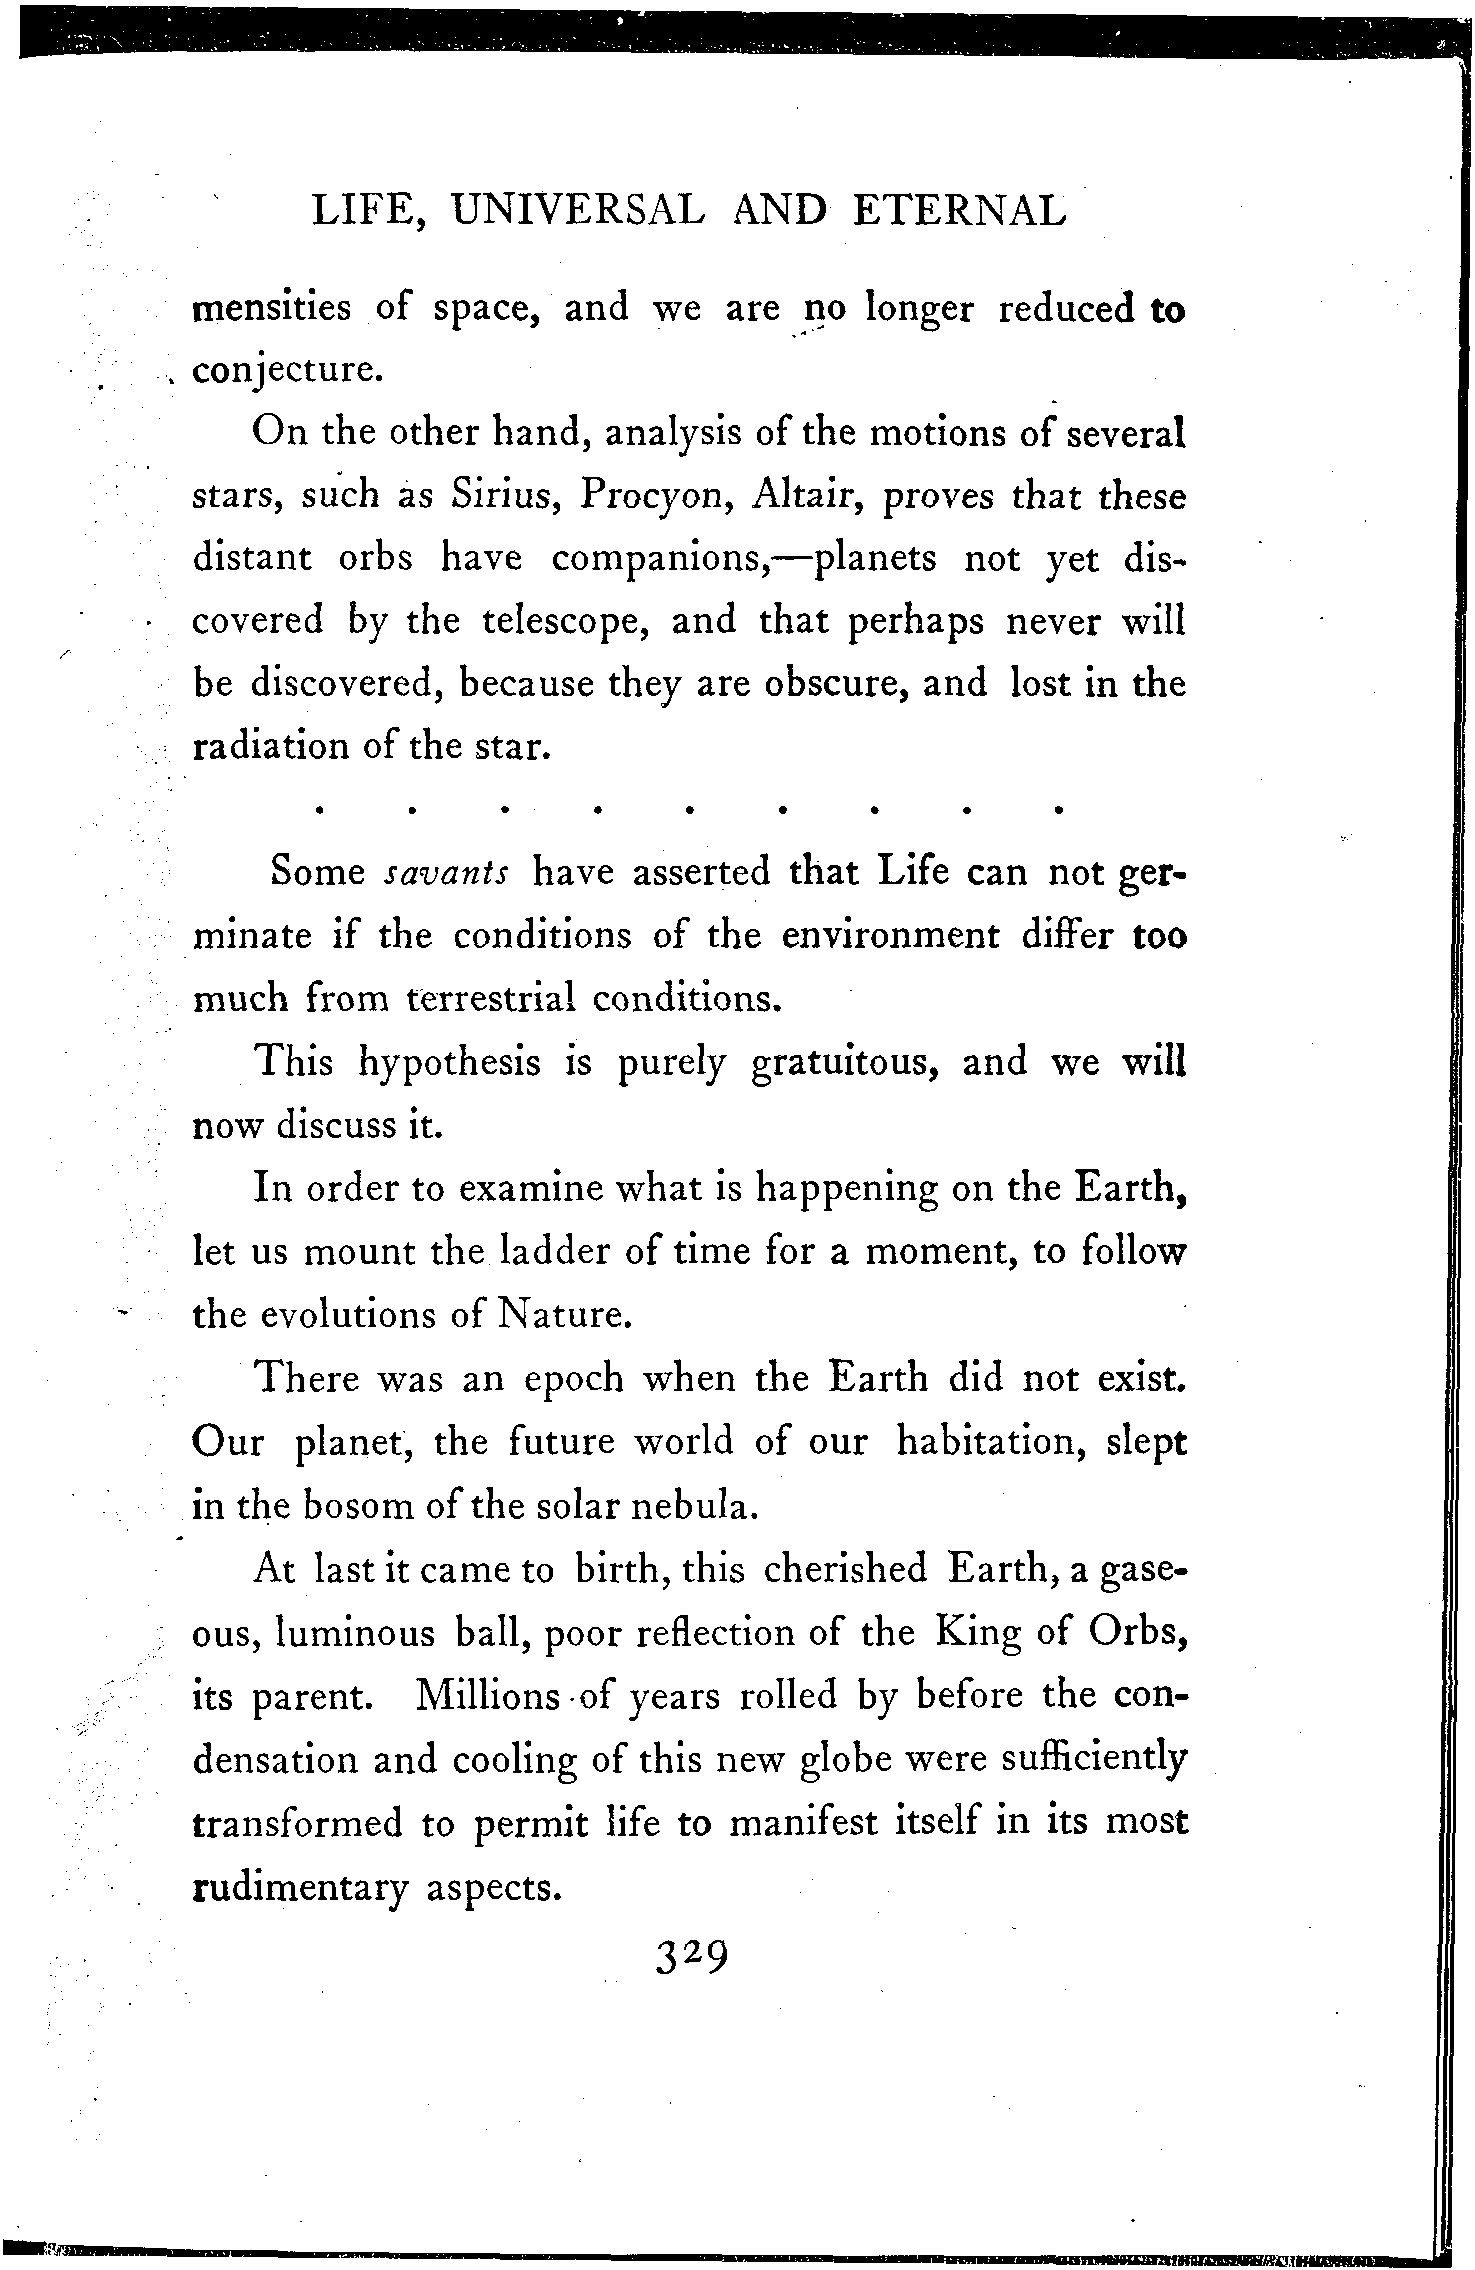 LIFE, UNIVERSAL AND ETERNAL
mensities of space, and we are no longer reduced to
conjecture.
On the other hand, analysis of the motions of several
stars, such as Sirius, Procyon, Altair, proves that these
distant orbs have companions,—planets not yet dis-
covered by the telescope, and that perhaps never will
be discovered, because they are obscure, and lost in the
radiation of the star.
. . . . . . . . .
Some savants have asserted that Life can not ger-
minate if the conditions of the environment differ too
much from terrestrial conditions.
This hypothesis is purely gratuitous, and we will
now discuss it.
In order to examine what is happening on the Earth,
let us mount the ladder of time for a moment, to follow
the evolutions of Nature.
There was an epoch when the Earth did not exist.
Our planet, the future world of our habitation, slept
in the bosom of the solar nebula.
At last it came to birth, this cherished Earth, a gase-
ous, luminous ball, poor reflection of the King of Orbs,
its parent. Millions of years rolled by before the con-
densation and cooling of this new globe were sufficiently
transformed to permit life to manifest itself in its most
rudimentary aspects.
329